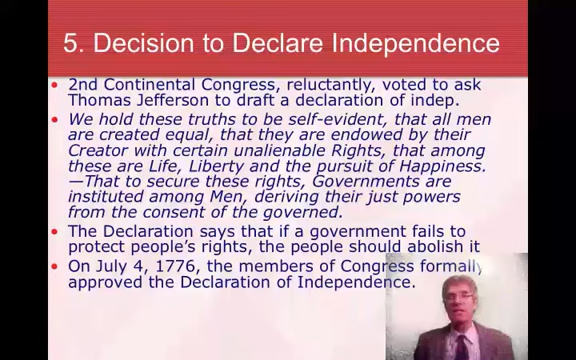 5. Decision to Declare Independence
• 2nd Continental Congress, reluctantly, voted to ask
Thomas Jefferson to draft a declaration of indep.
• We hold these truths to be self-evident, that all men
are created equal, that they are endowed by their
Creator with certain unalienable Rights, that among
these are Life, Liberty and the pursuit of Happiness.
—That to secure these rights, Governments are
instituted among Men, deriving their just powers
from the consent of the governed.
• The Declaration says that if a government fails to
protect people's rights, the people should abolish it
• On July 4, 1776, the members of Congress formally
approved the Declaration of Independence.